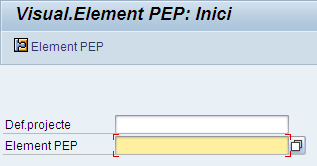 Visual.Element PEP: Inici
Element PEP
Def.projecte
Element PEP